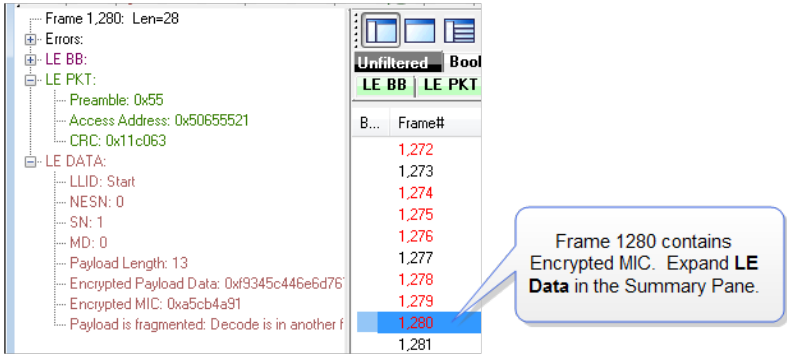 Frame 1,280: Len=28
Errors:
LE BB:
LE PKT:
Preamble: 0x55
Access Address: 0x50655521
CRC: 0x11c063
LE DATA:
LLID: Start
NESN: 0
SN: 1
MD: 0
Payload Length: 13
Encrypted Payload Data: 0xf9345c446e6d76
Encrypted MIC: 0xa5cb4a91
Payload is fragmented: Decode is in another f
Unfiltered Bool
LE BB LE PKT
B... Frame#
1,272
1,273
1,274
1,275
1,276
1,277
1,278
1,279
1,280
1,281
Frame 1280 contains
Encrypted MIC. Expand LE
Data in the Summary Pane.